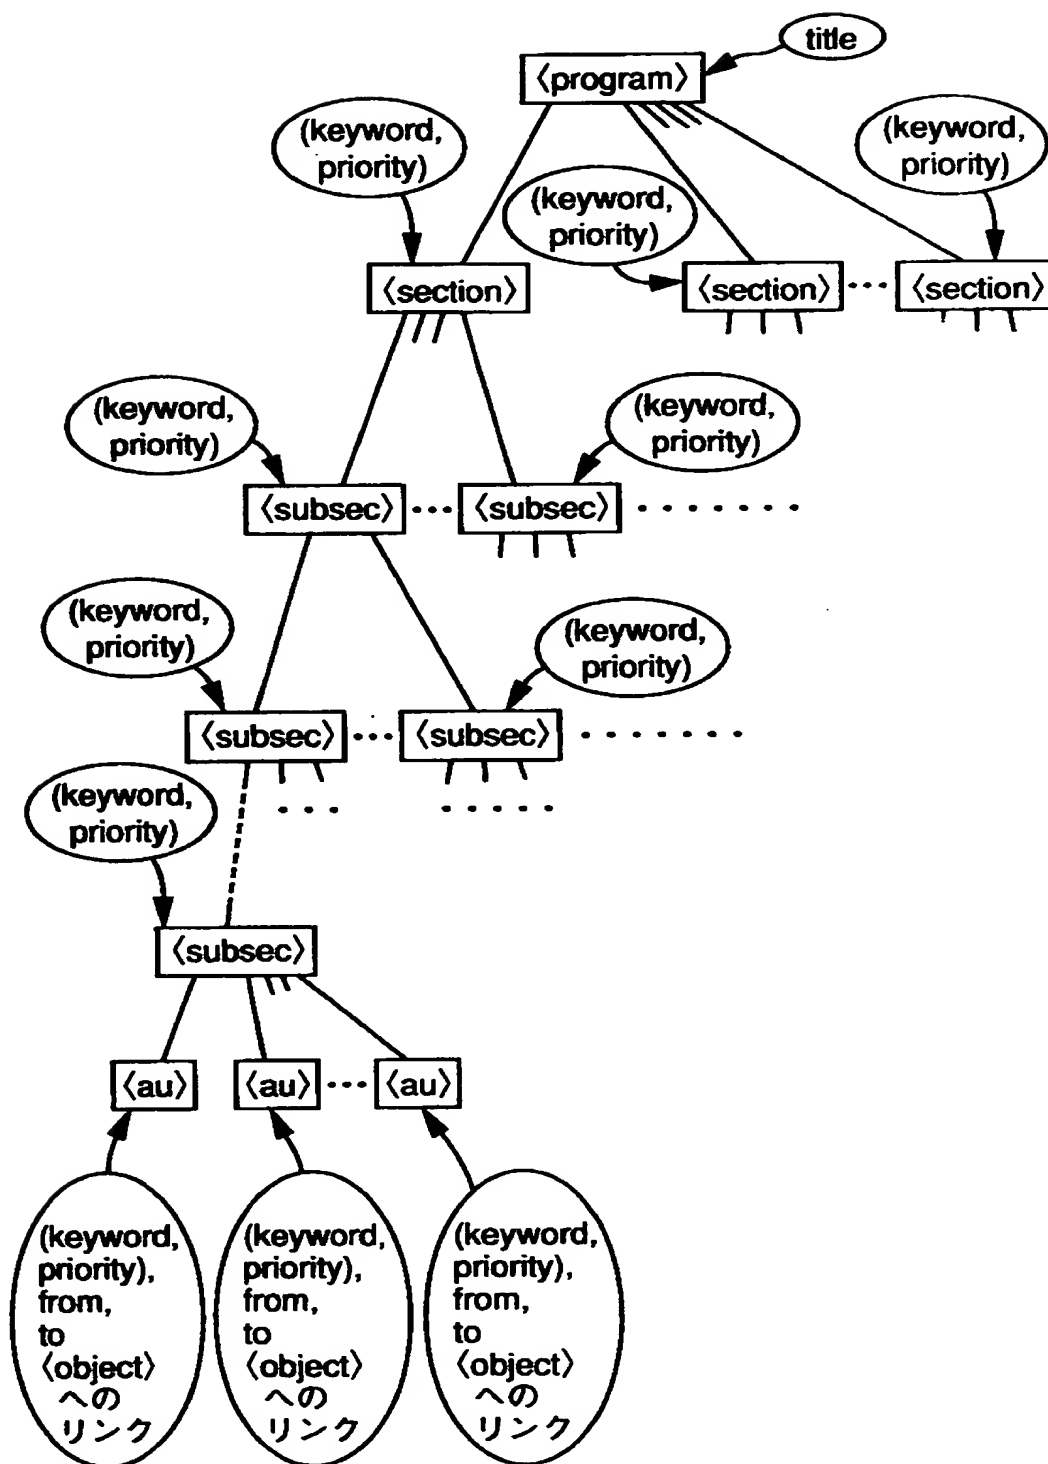 title
〈program〉
(keyword,
priority)
(keyword,
priority)
(keyword,
priority)
〈section〉
〈section〉
〈section〉
(keyword,
priority)
(keyword,
priority)
〈subsec〉
〈subsec〉
(keyword,
priority)
(keyword,
priority)
〈subsec〉
〈subsec〉
(keyword,
priority)
〈subsec〉
〈au〉
〈au〉
〈au〉
(keyword,
priority),
from,
to
〈object〉
への
リンク
(keyword,
priority),
from,
to
〈object〉
への
リンク
(keyword,
priority),
from,
to
〈object〉
への
リンク